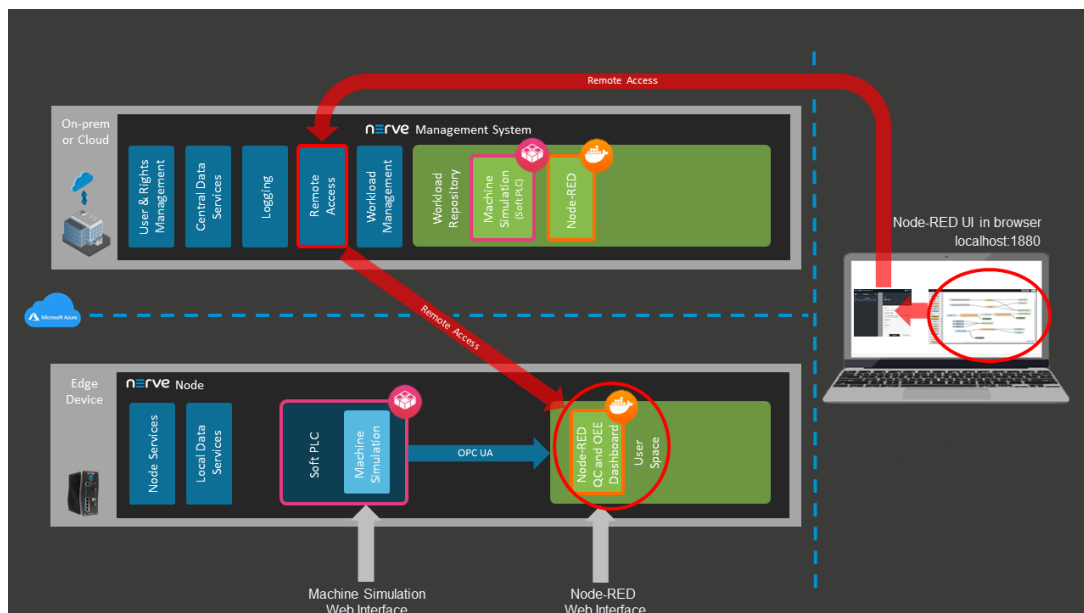 Remote Access
On-prem
or Cloud
nerve Management System
User & Rights
Management
Central Data
Services
Logging
Remote
Access
Workload
Management
Workload
Repository
Machine
Simulation
(Soft PLC)
Node-RED
Node-RED UI in browser
localhost:1880
Microsoft Azure
Remote Access
Edge
Device
nerve Node
Node Services
Local Data
Services
Soft PLC
Machine
Simulation
OPC UA
Node-RED
QC and OEE
Dashboard
User
Space
Machine Simulation
Web Interface
Node-RED
Web Interface